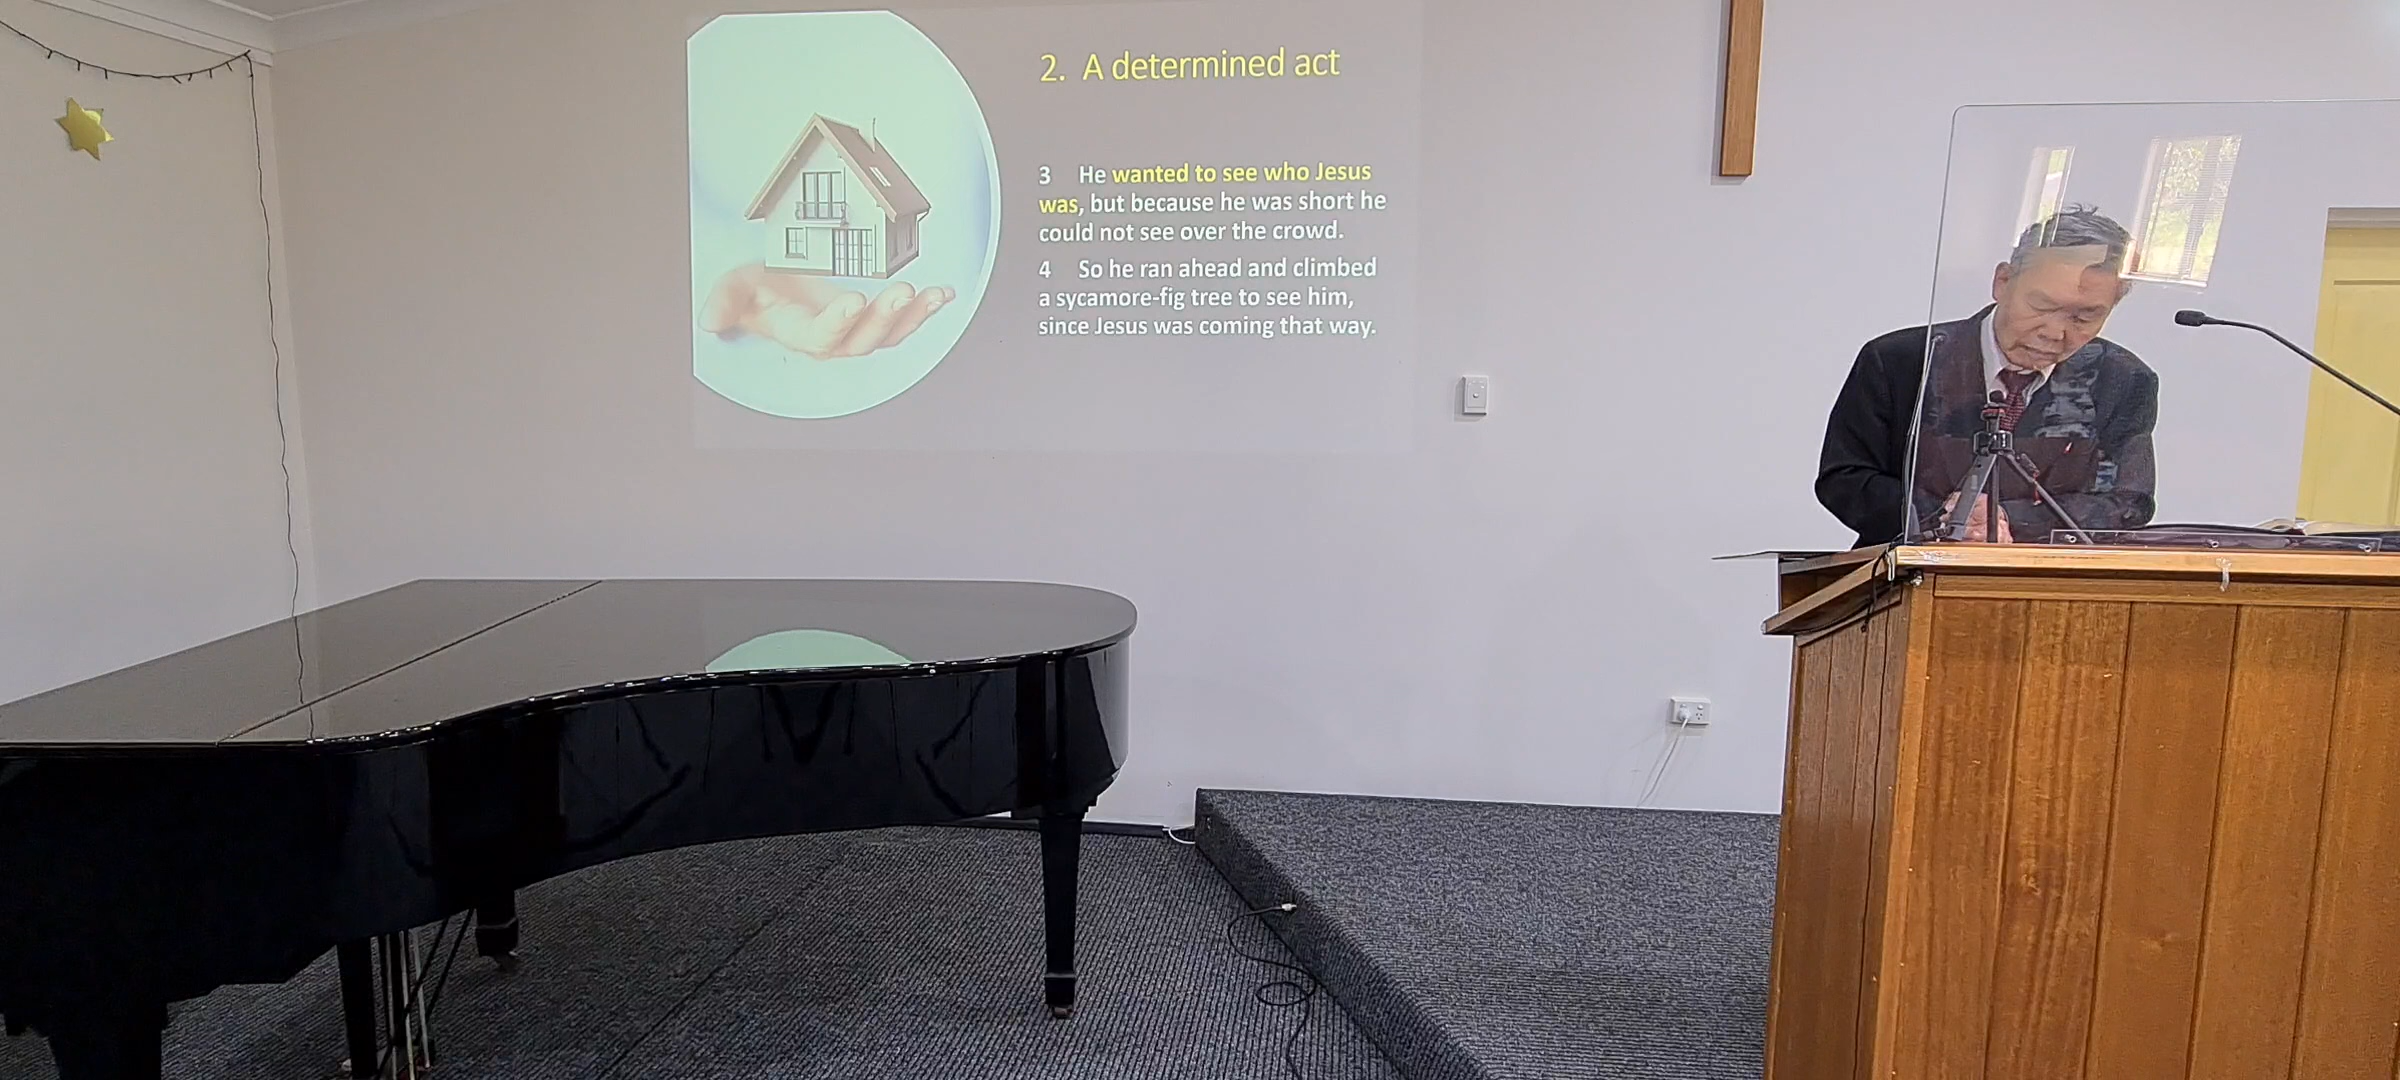 2. A determined act
3 He wanted to see who Jesus
was, but because he was short he
could not see over the crowd.
4 So he ran ahead and climbed
a sycamore-fig tree to see him,
since Jesus was coming that way.